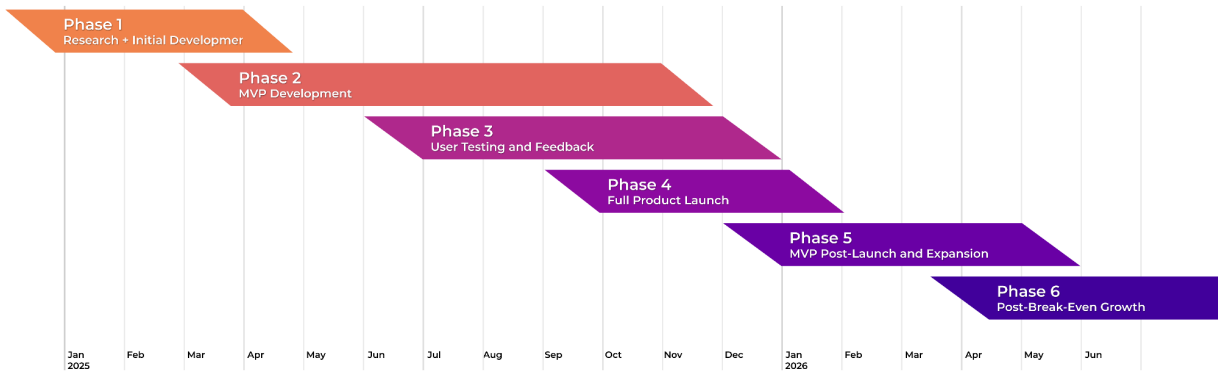 Phase 1
Research + Initial Developmer
Phase 2
MVP Development
Phase 3
User Testing and Feedback
Phase 4
Full Product Launch
Phase 5
MVP Post-Launch and Expansion
Phase 6
Post-Break-Even Growth
Jan Feb Mar Apr May Jun Jul Aug Sep Oct Nov Dec Jan Feb Mar Apr May Jun
2025 2026